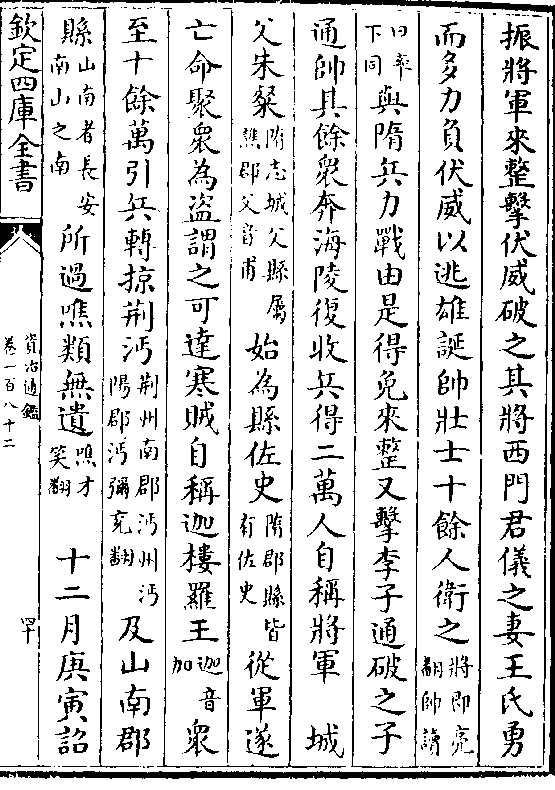 振將軍來整擊伏威破之其將西門君儀之妻王氏勇
而多力負伏威以逃雄誕帥壯士十餘人衛之將即亮翻帥讀
曰率下同與隋兵力戰由是得免來整又擊李子通破之子
通帥其餘衆奔海陵復收兵得二萬人自稱將軍　城
父朱粲隋志城父縣屬譙郡父音甫始為縣佐史隋郡縣皆有佐史從軍遂
亡命聚衆為盜謂之可達寒賊自稱迦樓羅王迦音加衆
至十餘萬引兵轉掠荆沔荆州南郡沔州沔陽郡沔彌兖翻及山南郡
縣山南者長安南山之南所過噍類無遺噍才笑翻十二月庚寅詔
欽定四庫全書
資治通鑑
卷一百八十二
罕